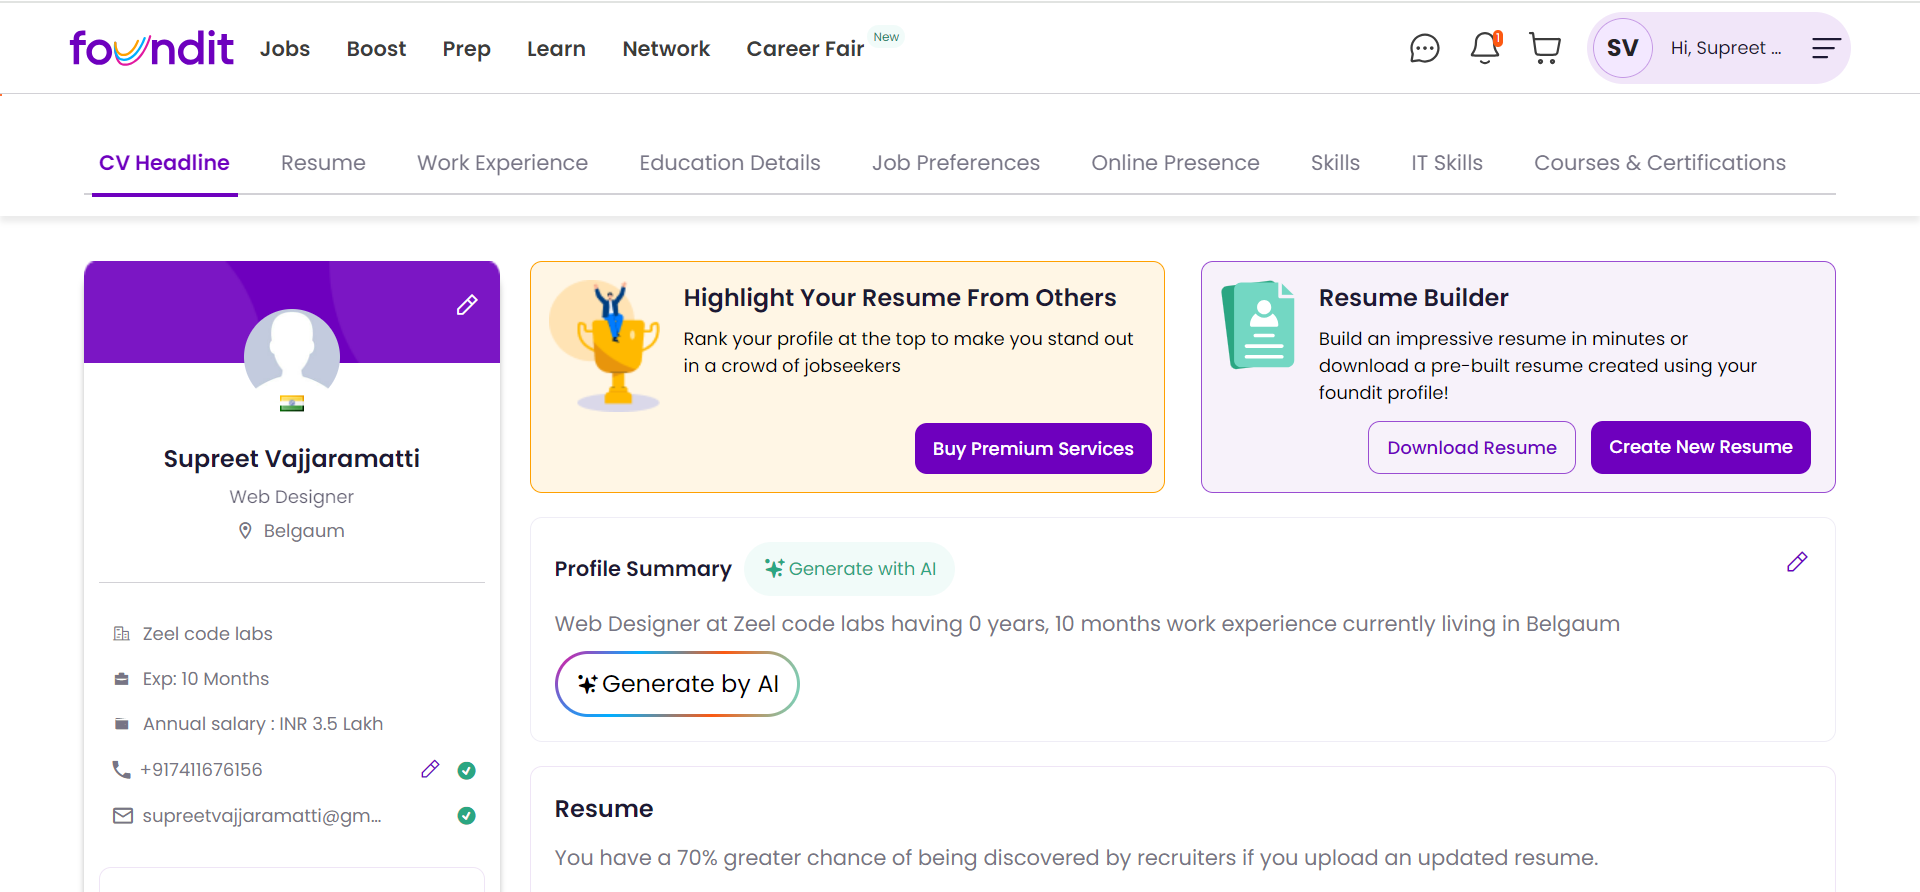 foundit
Jobs
Boost
Prep
Learn
Network
Career Fair
New
1
SV
Hi, Supreet ...
CV Headline
Resume
Work Experience
Education Details
Job Preferences
Online Presence
Skills
IT Skills
Courses & Certifications
Supreet Vajjaramatti
Web Designer
Belgaum
Zeel code labs
Exp: 10 Months
Annual salary : INR 3.5 Lakh
+917411676156
supreetvajjaramatti@gm...
Highlight Your Resume From Others
Rank your profile at the top to make you stand out
in a crowd of jobseekers
Buy Premium Services
Resume Builder
Build an impressive resume in minutes or
download a pre-built resume created using your
foundit profile!
Download Resume
Create New Resume
Profile Summary
Generate with AI
Web Designer at Zeel code labs having 0 years, 10 months work experience currently living in Belgaum
Generate by AI
Resume
You have a 70% greater chance of being discovered by recruiters if you upload an updated resume.